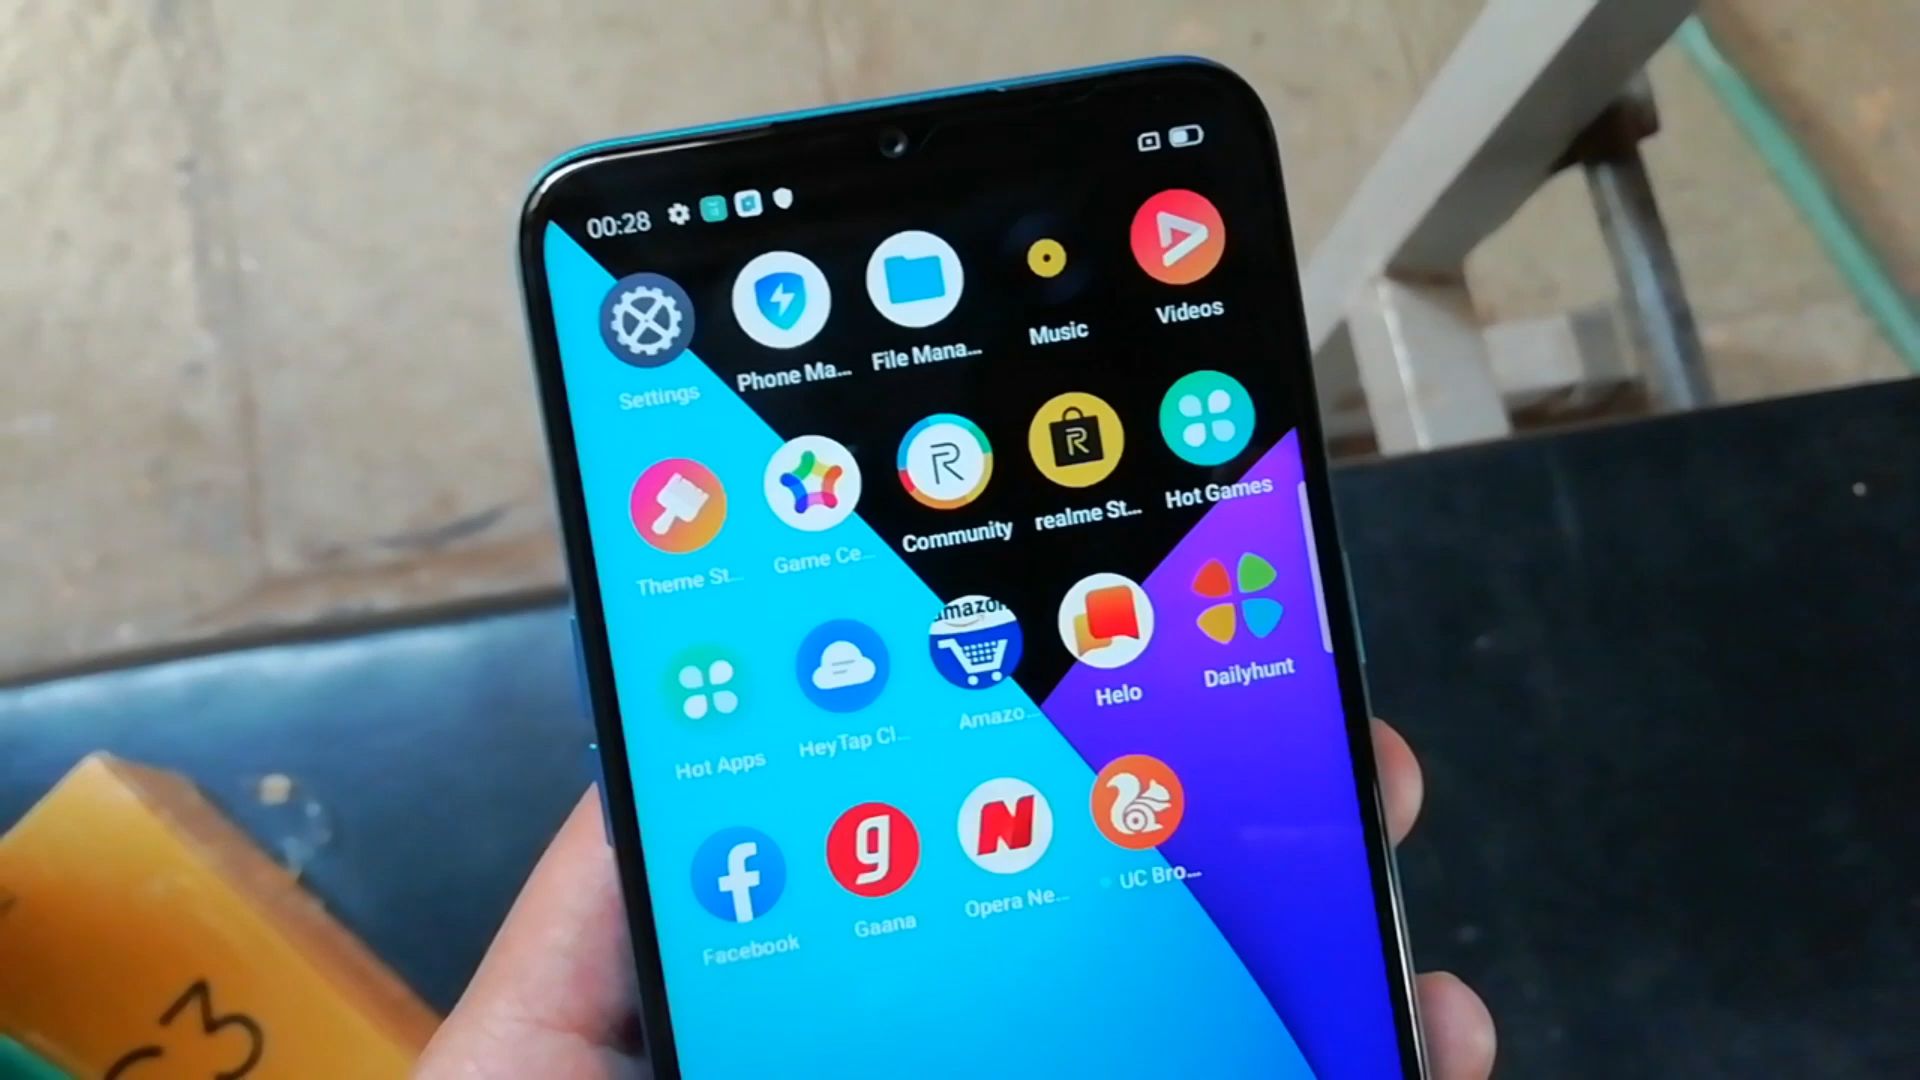 00:28
Settings
Phone Ma...
File Mana...
Music
Videos
Theme St...
Game Ce...
Community
realme St...
Hot Games
Hot Apps
HeyTap Cl...
amazon
Amazo...
Helo
Dailyhunt
Facebook
Gaana
Opera Ne...
UC Bro...
C3